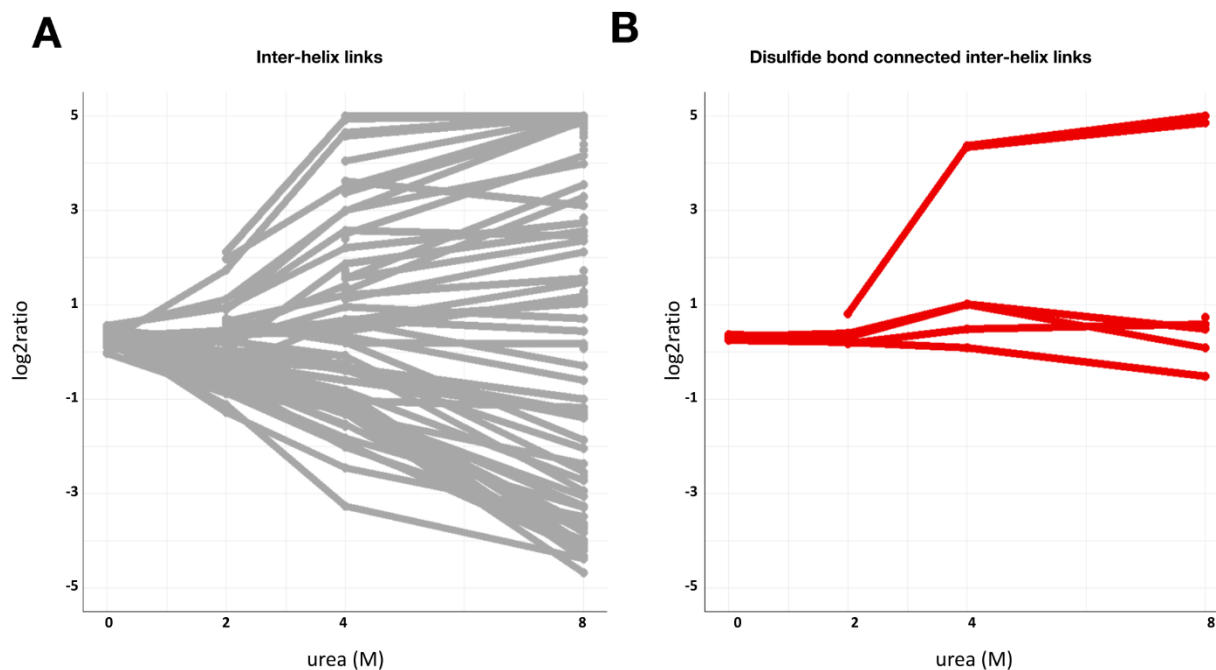 A
Inter-helix links
5
3
1
-1
-3
-5
log2ratio
0 2 4 8
urea (M)
B
Disulfide bond connected inter-helix links
5
3
1
-1
-3
-5
log2ratio
0 2 4 8
urea (M)